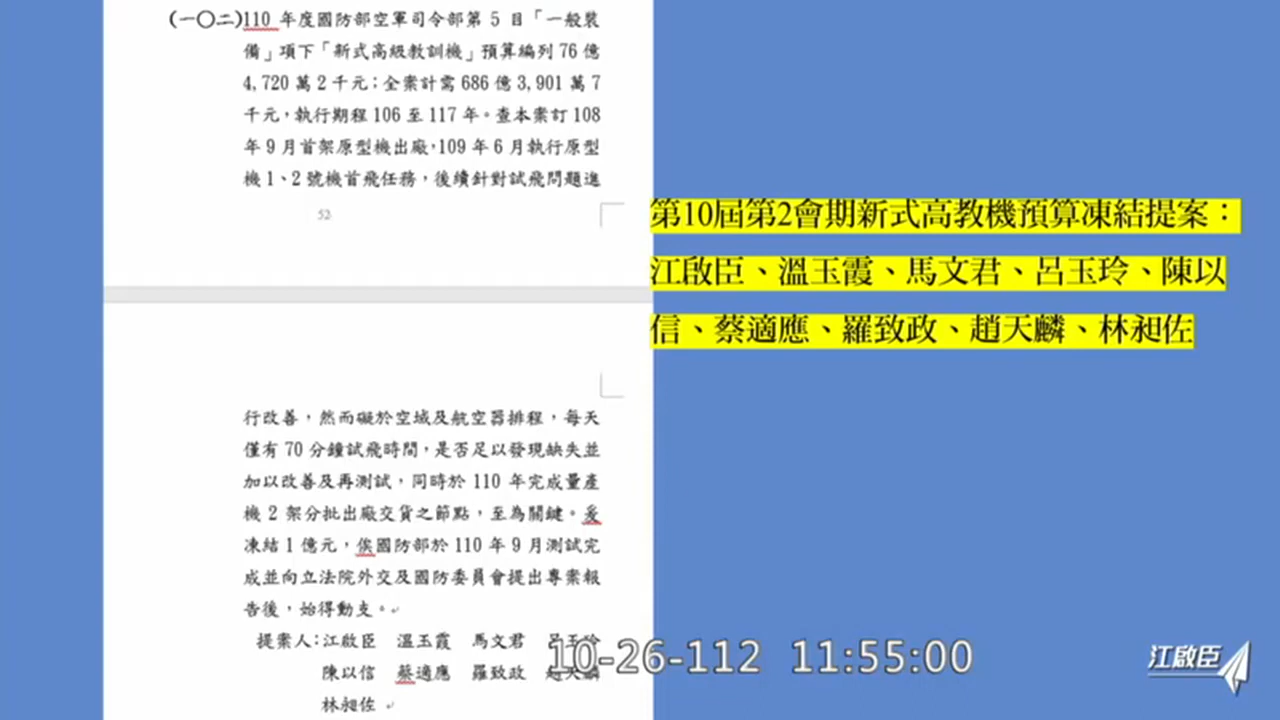 (一〇二)110 年度國防部空軍司令部第 5 目「一般裝
備」項下「新式高級教訓機」預算編列 76 億
4,720 萬 2 千元；全案計需 686 億 3,901 萬 7
千元，執行期程 106 至 117 年。查本案訂 108
年 9 月首架原型機出廠，109 年 6 月執行原型
機 1、2 號機首飛任務，後續針對試飛問題進
52
第10屆第2會期新式高教機預算凍結提案：
江啟臣、溫玉霞、馬文君、呂玉玲、陳以
信、蔡適應、羅致政、趙天麟、林昶佐
行改善，然而礙於空域及航空器排程，每天
僅有 70 分鐘試飛時間，是否足以發現缺失並
加以改善及再測試，同時於 110 年完成量產
機 2 架分批出廠交貨之節點，至為關鍵。爰
凍結 1 億元，俟國防部於 110 年 9 月測試完
成並向立法院外交及國防委員會提出專案報
告後，始得動支。
提案人：江啟臣 溫玉霞 馬文君 呂玉玲
陳以信 蔡適應 羅致政 趙天麟
林昶佐
10-26-112 11:55:00
江啟臣